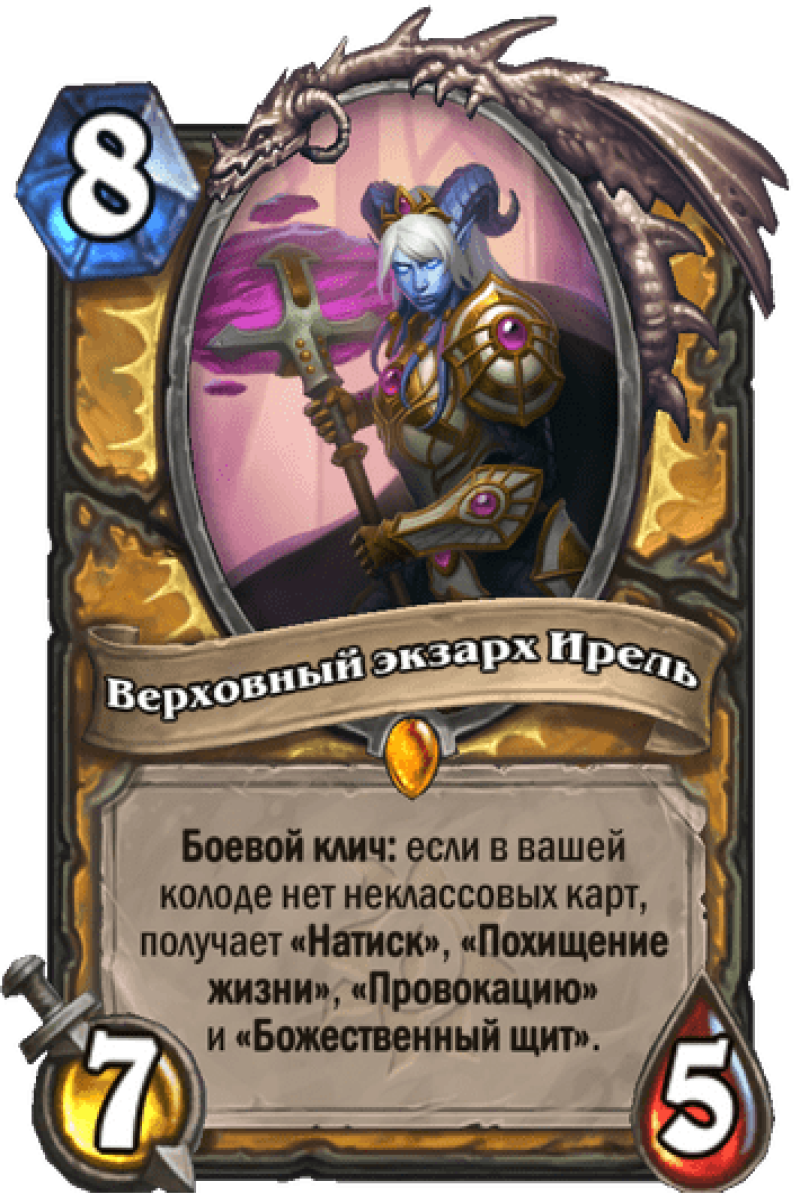 8
Верховный экзарх Ирель
Боевой клич: если в вашей
колоде нет неклассовых карт,
получает «Натиск», «Похищение
жизни», «Провокацию»
и «Божественный щит».
7
5